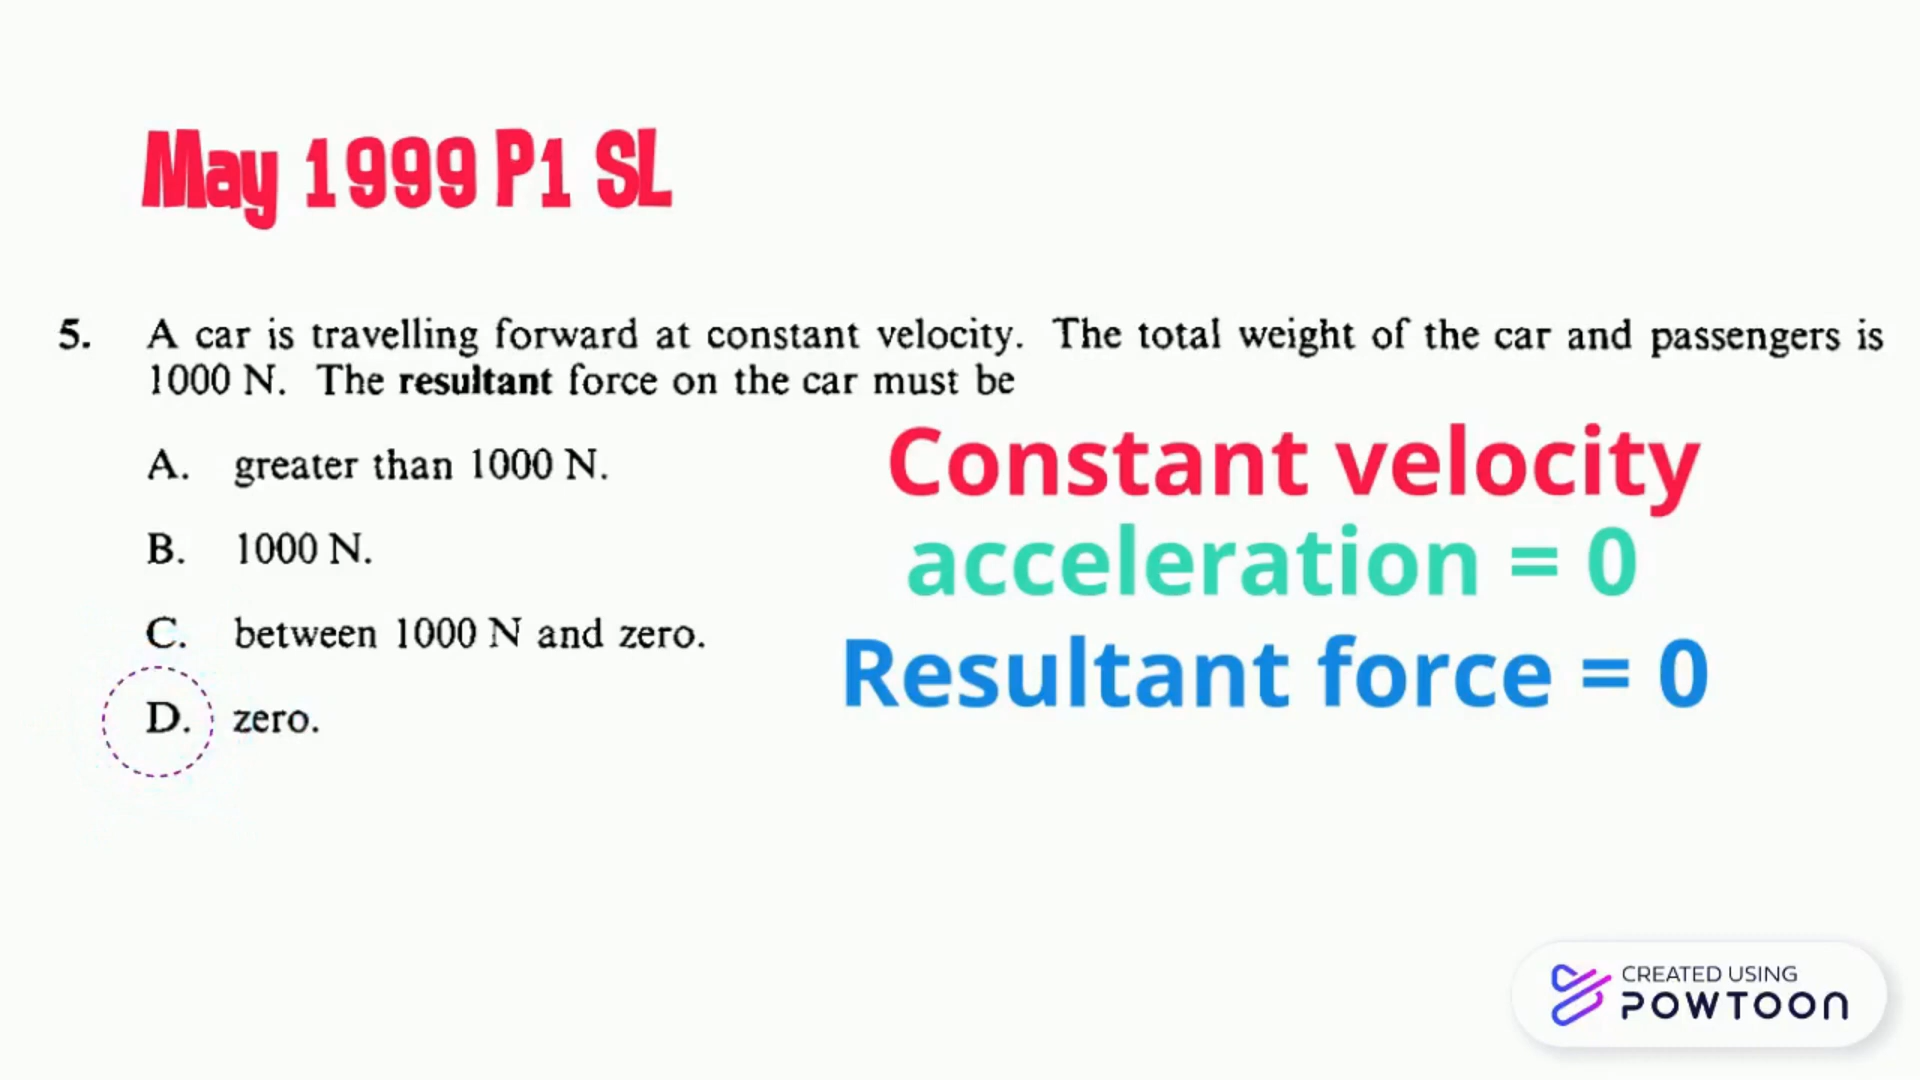 May 1999 P1 SL
5. A car is travelling forward at constant velocity. The total weight of the car and passengers is
1000 N. The resultant force on the car must be
A. greater than 1000 N.
B. 1000 N.
C. between 1000 N and zero.
D. zero.
Constant velocity
acceleration = 0
Resultant force = 0
CREATED USING
POWTOON